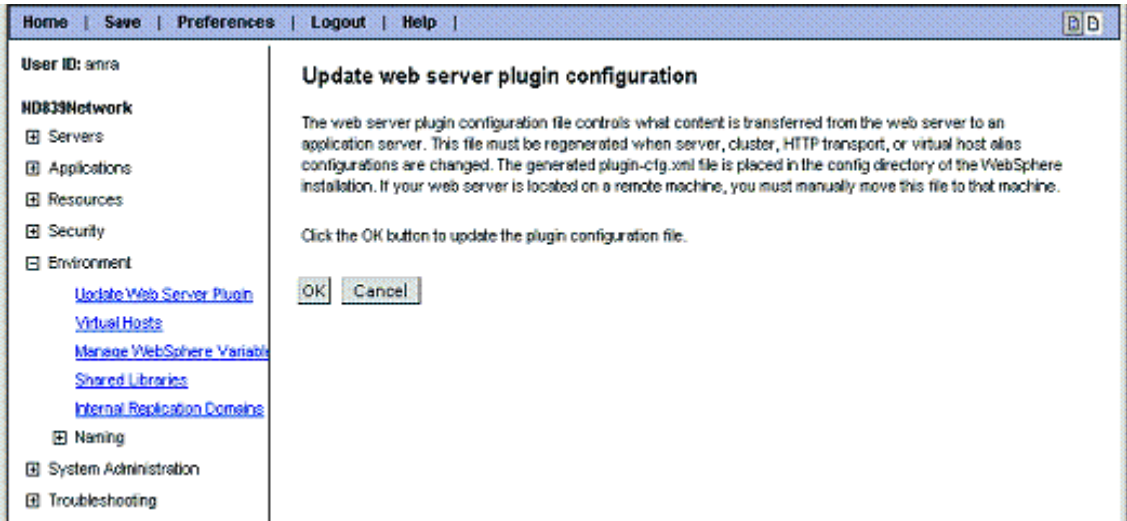 Home | Save | Preferences | Logout | Help |
User ID: amra
ND839Network
Servers
Applications
Resources
Security
Environment
Update Web Server Plugin
Virtual Hosts
Manage WebSphere Variabl
Shared Libraries
Internal Replication Domains
Naming
System Administration
Troubleshooting
Update web server plugin configuration
The web server plugin configuration file controls what content is transferred from the web server to an
application server. This file must be regenerated when server, cluster, HTTP transport, or virtual host alias
configurations are changed. The generated plugin-cfg.xml file is placed in the config directory of the WebSphere
installation. If your web server is located on a remote machine, you must manually move this file to that machine.
Click the OK button to update the plugin configuration file.
OK Cancel